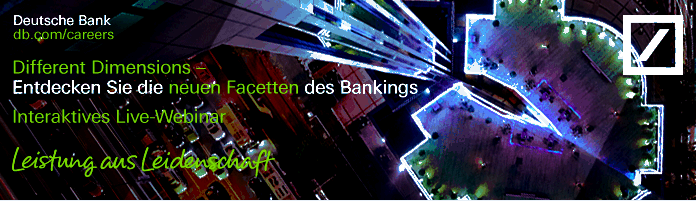 Deutsche Bank
db.com/careers
Different Dimensions –
Entdecken Sie die neuen Facetten des Bankings
Interaktives Live-Webinar
Leistung aus Leidenschaft